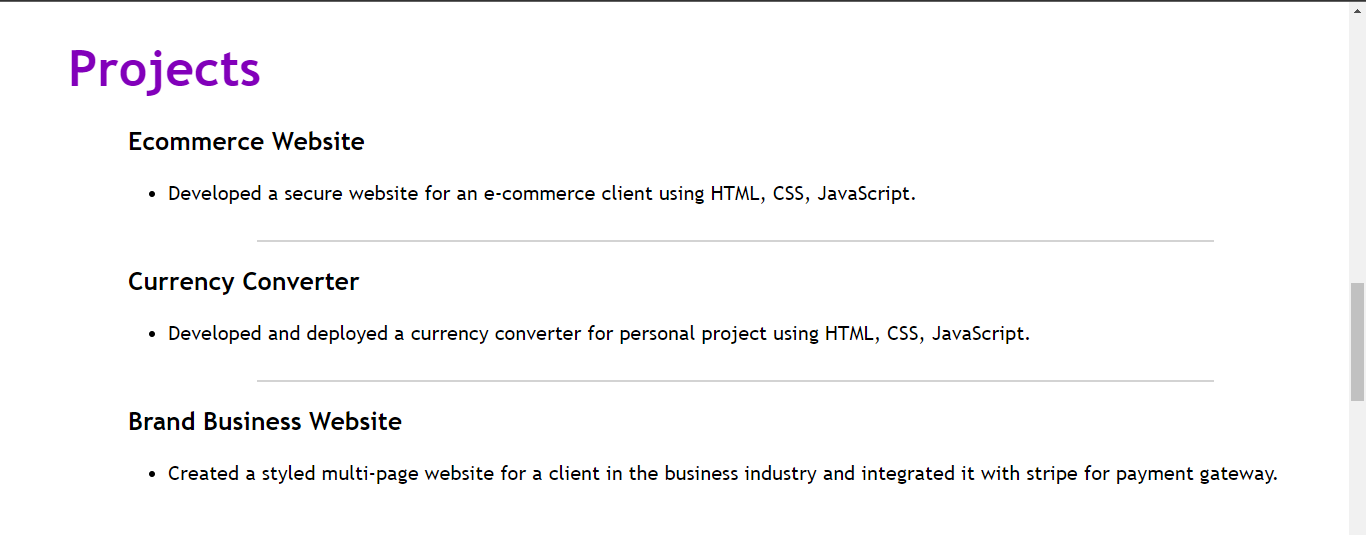 Projects
Ecommerce Website
• Developed a secure website for an e-commerce client using HTML, CSS, JavaScript.
Currency Converter
• Developed and deployed a currency converter for personal project using HTML, CSS, JavaScript.
Brand Business Website
• Created a styled multi-page website for a client in the business industry and integrated it with stripe for payment gateway.